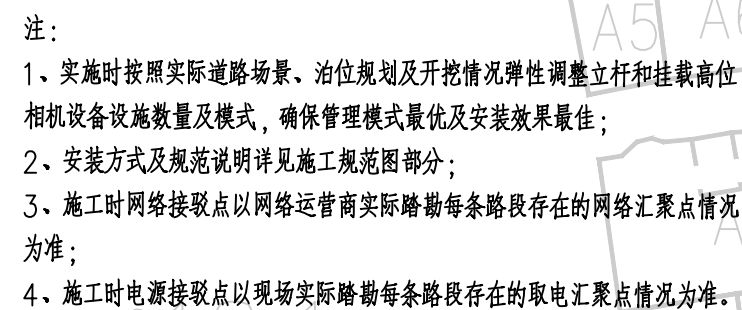 注：
1、实施时按照实际道路场景、泊位规划及开挖情况弹性调整立杆和挂载高位
相机设备设施数量及模式，确保管理模式最优及安装效果最佳；
2、安装方式及规范说明详见施工规范图部分；
3、施工时网络接驳点以网络运营商实际踏勘每条路段存在的网络汇聚点情况
为准；
4、施工时电源接驳点以现场实际踏勘每条路段存在的取电汇聚点情况为准。
A5